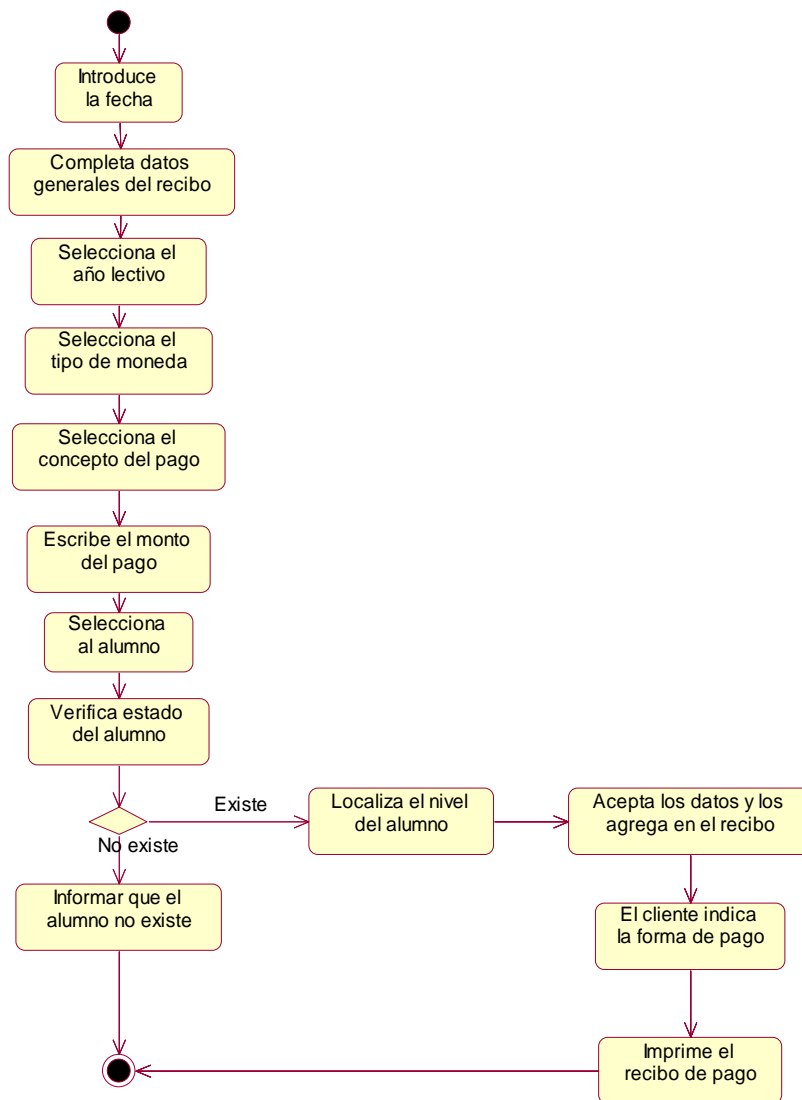 Introduce
la fecha
Completa datos
generales del recibo
Selecciona el
año lectivo
Selecciona el
tipo de moneda
Selecciona el
concepto del pago
Escribe el monto
del pago
Selecciona
al alumno
Verifica estado
del alumno
Existe
No existe
Localiza el nivel
del alumno
Acepta los datos y los
agrega en el recibo
Informar que el
alumno no existe
El cliente indica
la forma de pago
Imprime el
recibo de pago